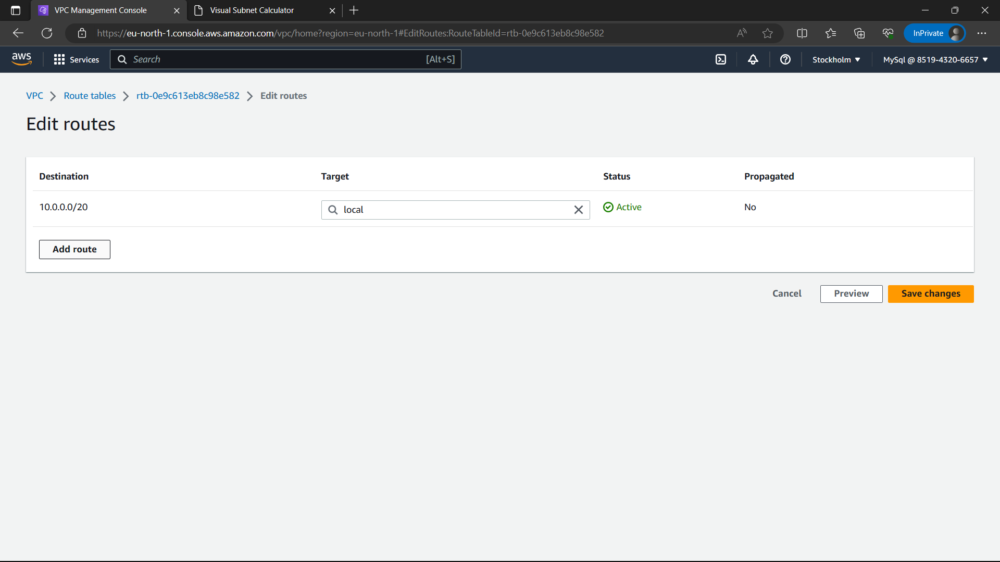 VPC Management Console
Visual Subnet Calculator
https://eu-north-1.console.aws.amazon.com/vpc/home?region=eu-north-1#EditRoutes:RouteTableId=rtb-0e9c613eb8c98e582
InPrivate
aws
Services
Search
[Alt+S]
Stockholm
MySql @ 8519-4320-6657
VPC
Route tables
rtb-0e9c613eb8c98e582
Edit routes
Edit routes
Destination
Target
Status
Propagated
10.0.0.0/20
local
Active
No
Add route
Cancel
Preview
Save changes